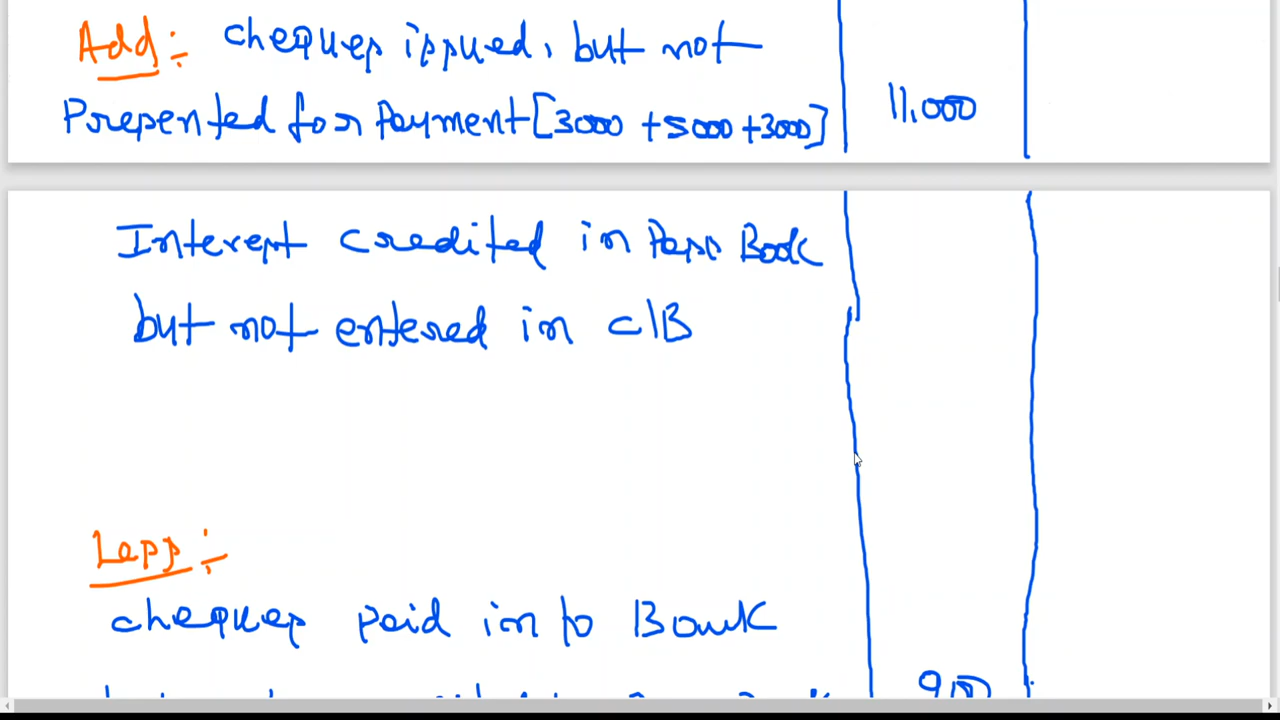 Add:- cheques issued, but not
Presented for Payment [3000 + 5000 + 3000] 11,000
Interest credited in Pass Book
but not entered in C/B
Less:-
cheques paid in to Bank